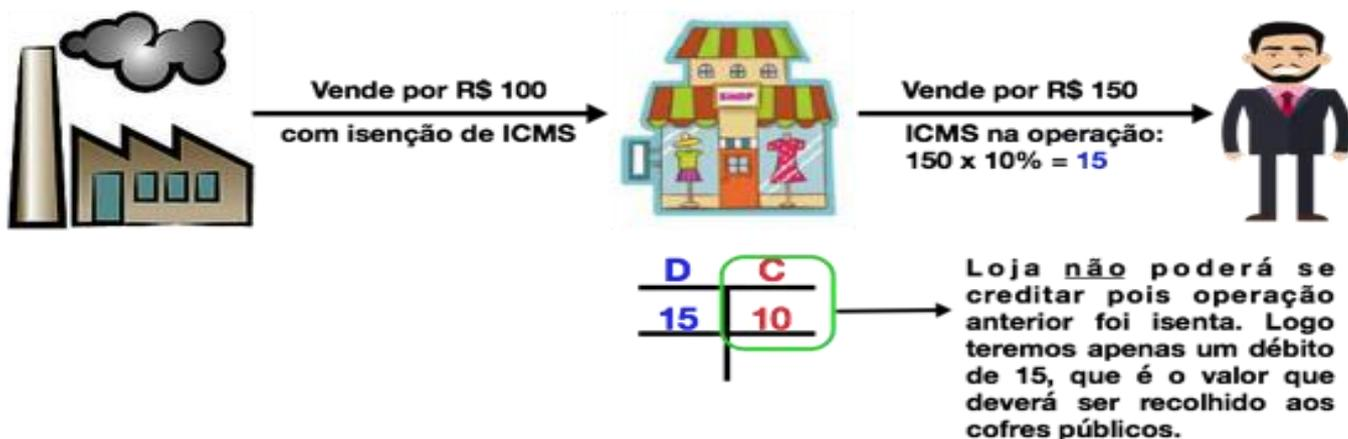 Vende por R$ 100
com isenção de ICMS
SHOP
Vende por R$ 150
ICMS na operação:
150 x 10% = 15
D C
15 10
Loja não poderá se
creditar pois operação
anterior foi isenta. Logo
teremos apenas um débito
de 15, que é o valor que
deverá ser recolhido aos
cofres públicos.